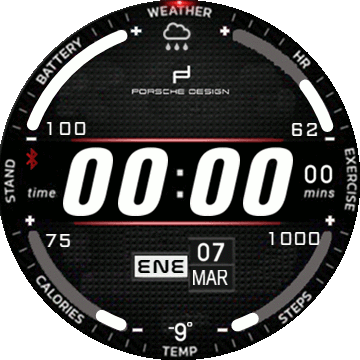 WEATHER
BATTERY
HR
PORSCHE DESIGN
100
62
STAND
time
00:00
00
mins
EXERCISE
75
1000
ENE
07
MAR
CALORIES
STEPS
-9°
TEMP